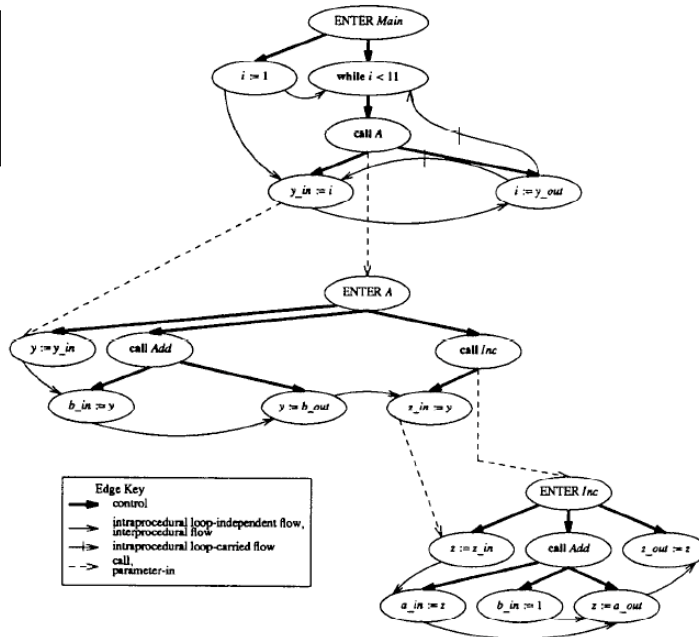 ENTER Main
i := 1
while i < 11
call A
y_in := i
i := y_out
ENTER A
y := y_in
call Add
call Inc
b_in := y
y := b_out
z_in := y
Edge Key
control
intraprocedural loop-independent flow,
interprocedural flow
intraprocedural loop-carried flow
call,
parameter-in
ENTER Inc
z := z_in
call Add
z_out := z
a_in := z
b_in := 1
z := a_out